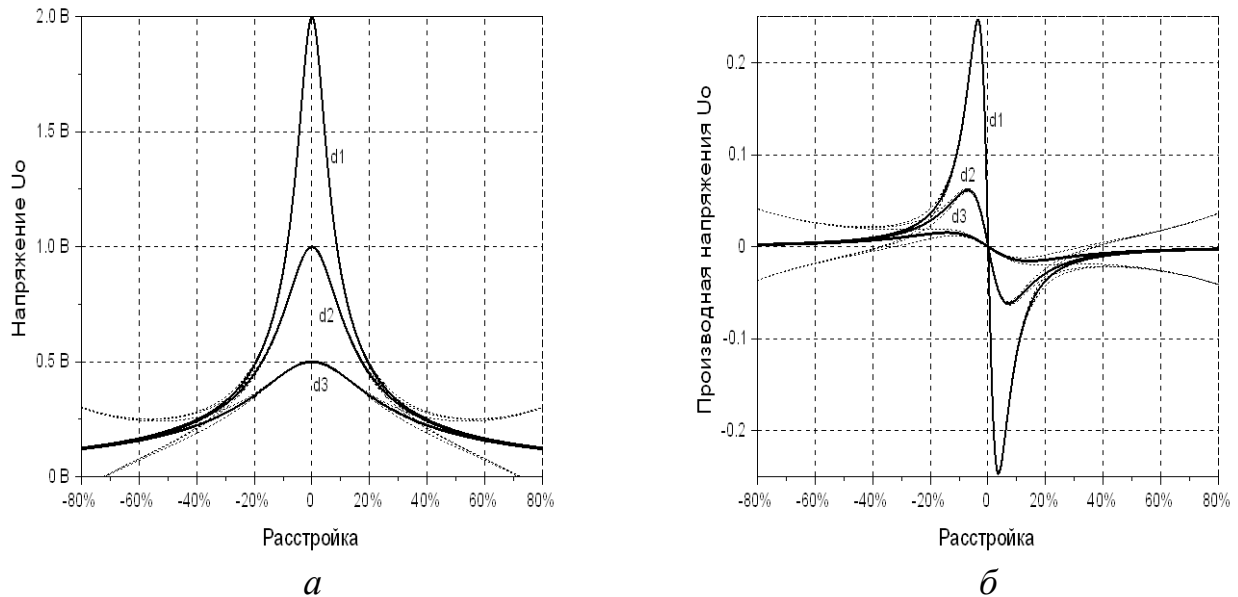 Напряжение Uo
2.0 В
1.5 В
1.0 В
0.5 В
0 В
d1
d2
d3
-80% -60% -40% -20% 0 20% 40% 60% 80%
Расстройка
а
Производная напряжения Uo
0.2
0.1
0
-0.1
-0.2
d1
d2
d3
-80% -60% -40% -20% 0 20% 40% 60% 80%
Расстройка
б